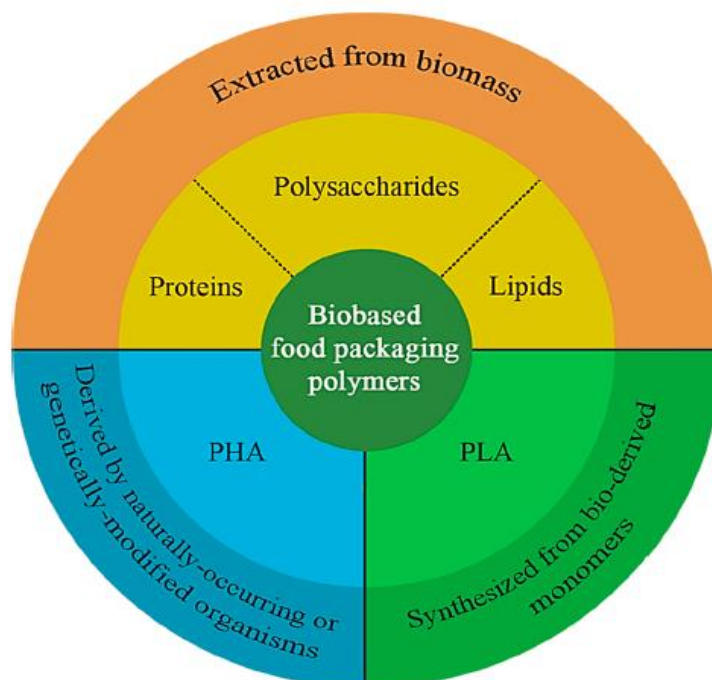 Extracted from biomass
Polysaccharides
Proteins
Lipids
Biobased
food packaging
polymers
PHA
PLA
Derived by naturally-occurring or
genetically-modified organisms
Synthesized from bio-derived
monomers